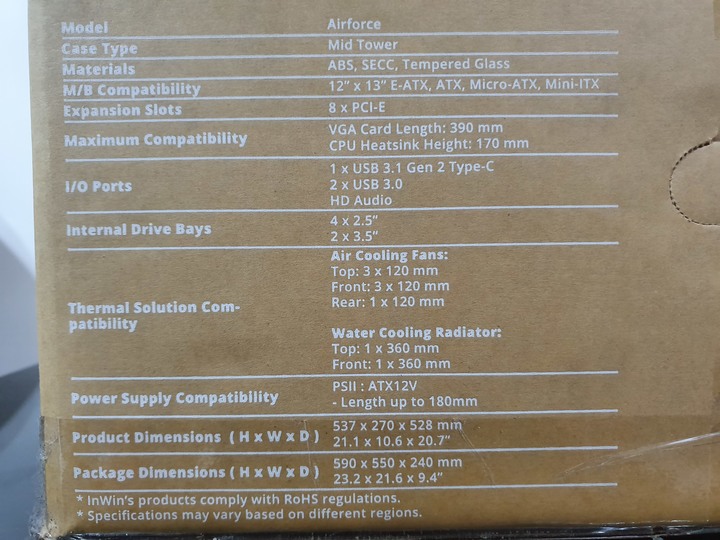 Model Airforce
Case Type Mid Tower
Materials ABS, SECC, Tempered Glass
M/B Compatibility 12" x 13" E-ATX, ATX, Micro-ATX, Mini-ITX
Expansion Slots 8 x PCI-E
Maximum Compatibility VGA Card Length: 390 mm
CPU Heatsink Height: 170 mm
I/O Ports 1 x USB 3.1 Gen 2 Type-C
2 x USB 3.0
HD Audio
Internal Drive Bays 4 x 2.5"
2 x 3.5"
Thermal Solution Com-
patibility
Air Cooling Fans:
Top: 3 x 120 mm
Front: 3 x 120 mm
Rear: 1 x 120 mm
Water Cooling Radiator:
Top: 1 x 360 mm
Front: 1 x 360 mm
Power Supply Compatibility PSII : ATX12V
- Length up to 180mm
Product Dimensions ( H x W x D ) 537 x 270 x 528 mm
21.1 x 10.6 x 20.7"
Package Dimensions ( H x W x D ) 590 x 550 x 240 mm
23.2 x 21.6 x 9.4"
* InWin's products comply with RoHS regulations.
* Specifications may vary based on different regions.